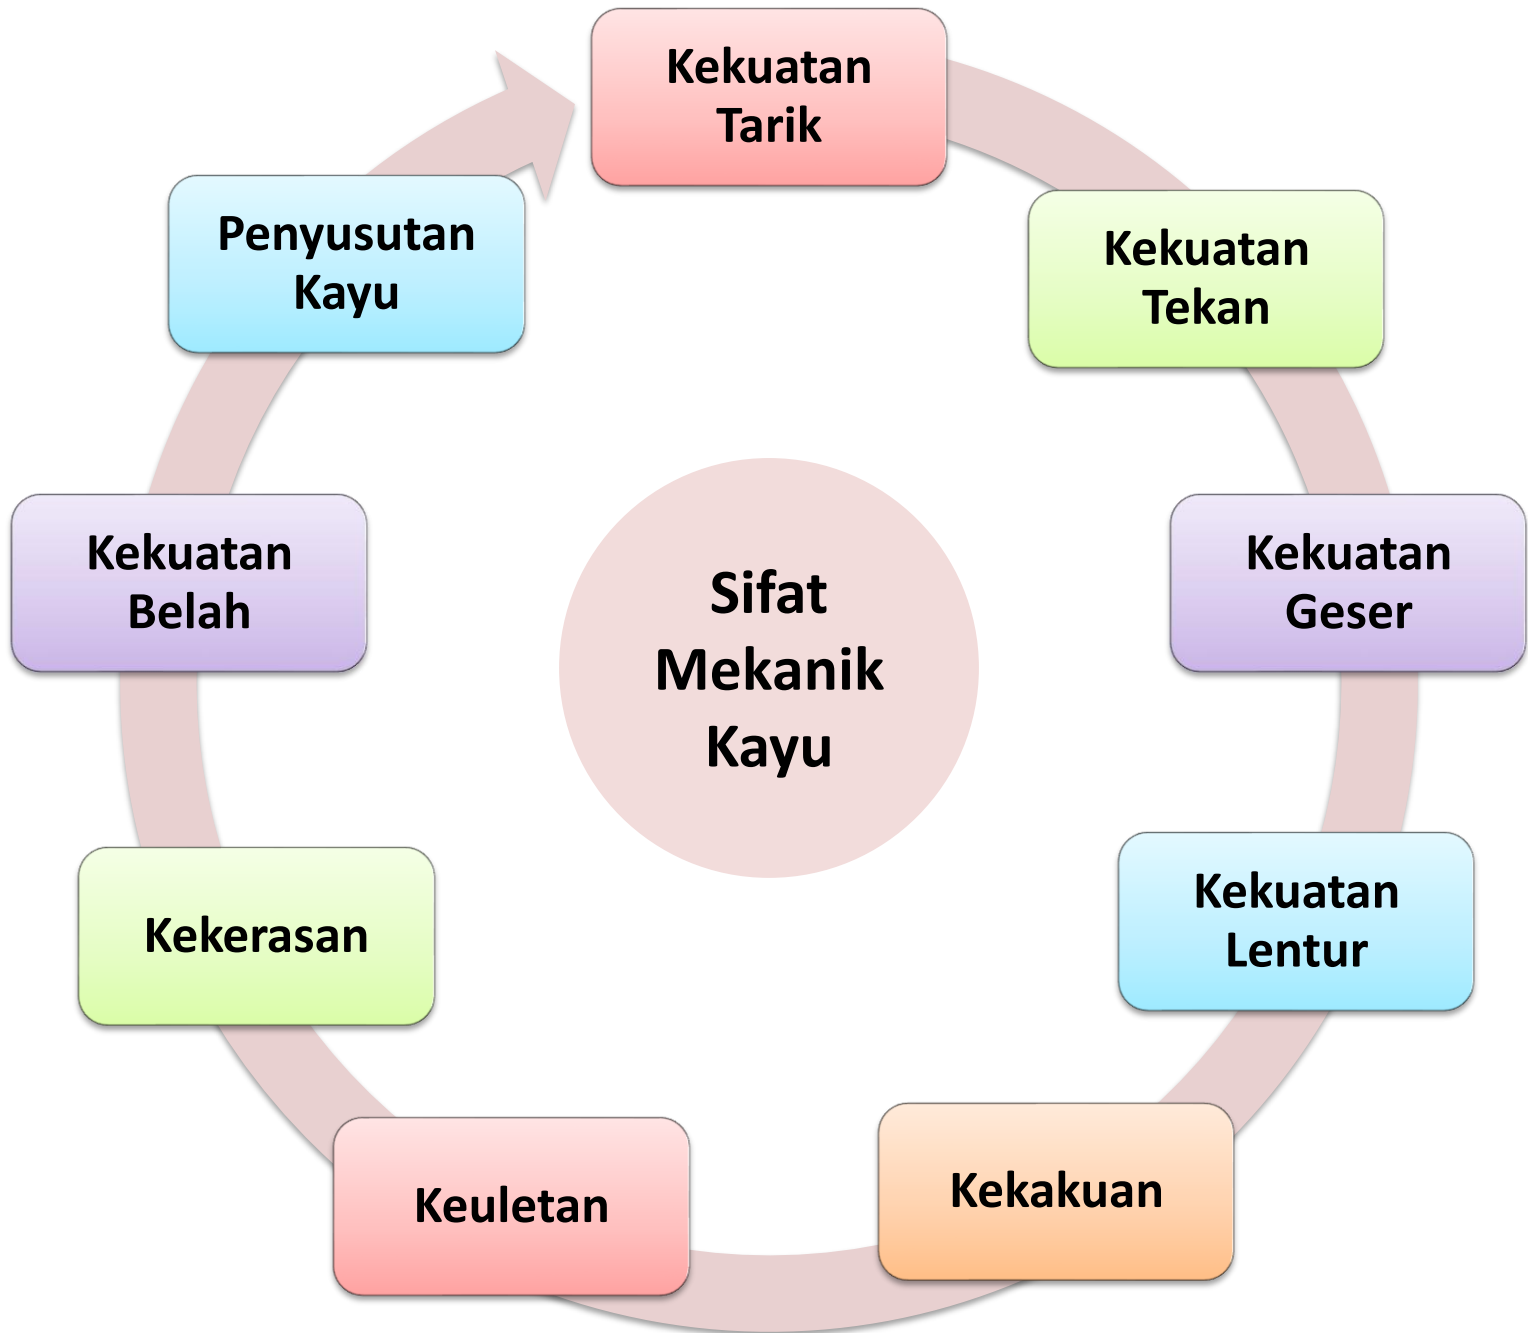 Kekuatan
Tarik
Kekuatan
Tekan
Kekuatan
Geser
Kekuatan
Lentur
Kekakuan
Keuletan
Kekerasan
Kekuatan
Belah
Penyusutan
Kayu
Sifat
Mekanik
Kayu